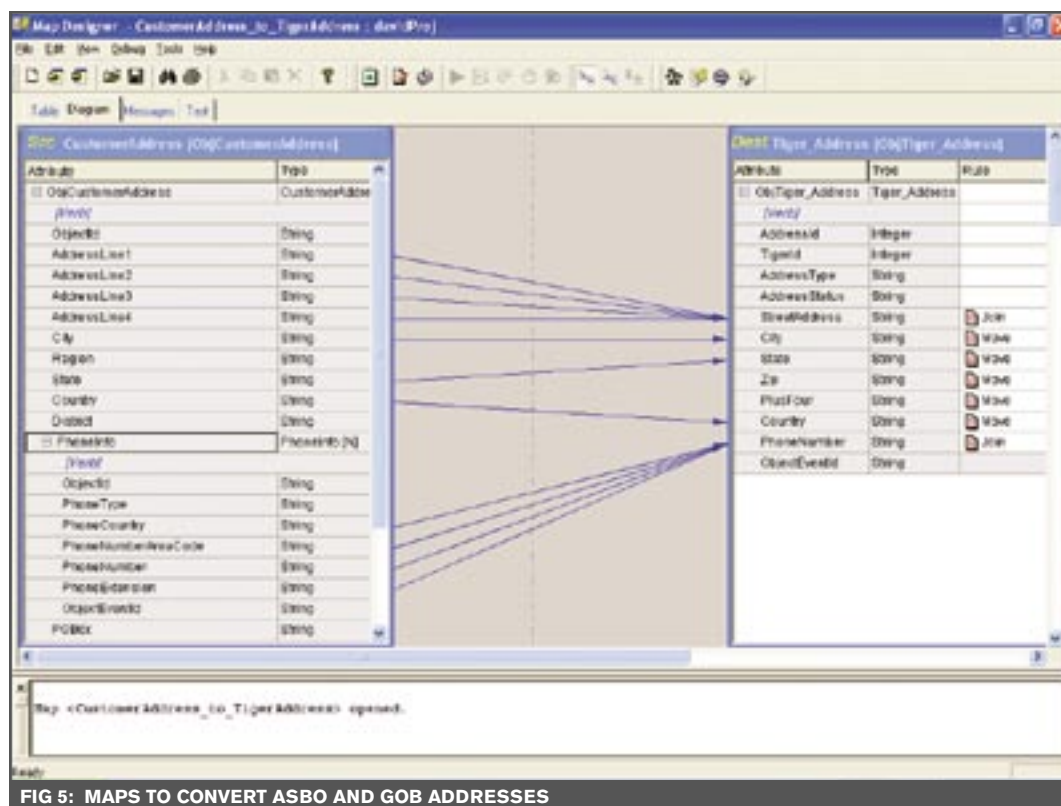 Map Designer - CustomerAddress_to_TigerAddress : davidPro)
File Edit View Debug Tools Help
Table Diagram Messages Test
Src CustomerAddress (ObjCustomerAddress)
Attribute Type
ObjCustomerAddress CustomerAddre
[Verb]
ObjectId String
AddressLine1 String
AddressLine2 String
AddressLine3 String
AddressLine4 String
City String
Region String
State String
Country String
District String
PhoneInfo PhoneInfo [N]
[Verb]
ObjectId String
PhoneType String
PhoneCountry String
PhoneNumberAreaCode String
PhoneNumber String
PhoneExtension String
ObjectEventId String
POBox String
Dest Tiger_Address (ObjTiger_Address)
Attribute Type Rule
ObjTiger_Address Tiger_Address
[Verb]
AddressId Integer
TigerId Integer
AddressType String
AddressStatus String
StreetAddress String Join
City String Move
State String Move
Zip String Move
PlusFour String Move
Country String Move
PhoneNumber String Join
ObjectEventId String
Map <CustomerAddress_to_TigerAddress> opened.
Ready
FIG 5: MAPS TO CONVERT ASBO AND GOB ADDRESSES